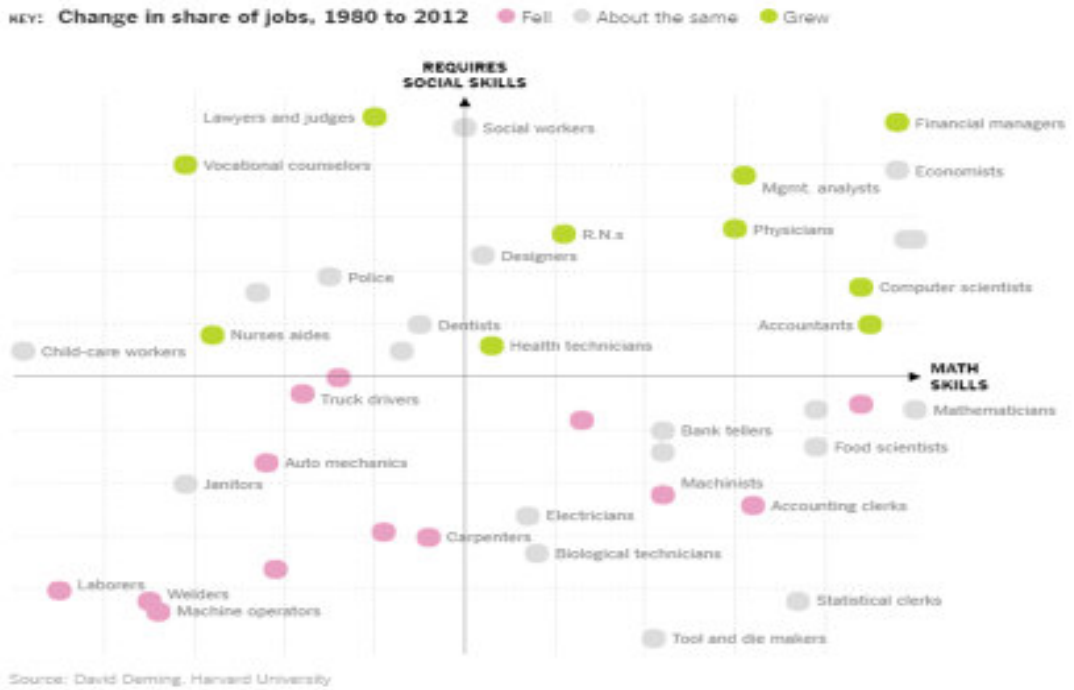 KEY: Change in share of jobs, 1980 to 2012 Fell About the same Grew
REQUIRES
SOCIAL SKILLS
Lawyers and judges
Social workers
Financial managers
Vocational counselors
Economists
Mgmt. analysts
Physicians
R.N.s
Designers
Police
Computer scientists
Dentists
Accountants
Nurses aides
Health technicians
Child-care workers
MATH
SKILLS
Truck drivers
Mathematicians
Bank tellers
Food scientists
Auto mechanics
Janitors
Machinists
Accounting clerks
Electricians
Carpenters
Biological technicians
Laborers
Welders
Machine operators
Statistical clerks
Tool and die makers
Source: David Deming, Harvard University